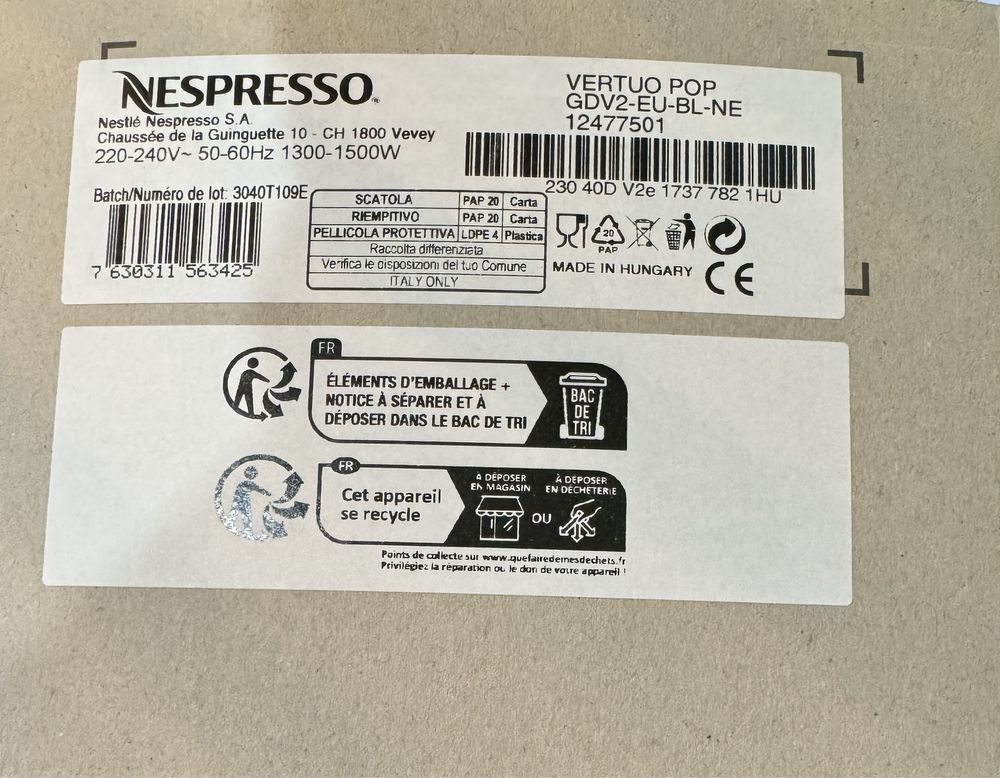 NESPRESSO®
Nestlé Nespresso S.A.
Chaussée de la Guinguette 10 - CH 1800 Vevey
220-240V~ 50-60Hz 1300-1500W
VERTUO POP
GDV2-EU-BL-NE
12477501
230 40D V2e 1737 782 1HU
Batch/Numéro de lot: 3040T109E
7 630311 563425
SCATOLA PAP 20 Carta
RIEMPITIVO PAP 20 Carta
PELLICOLA PROTETTIVA LDPE 4 Plastica
Raccolta differenziata
Verifica le disposizioni del tuo Comune
ITALY ONLY
20
PAP
MADE IN HUNGARY CE
FR
ÉLÉMENTS D'EMBALLAGE +
NOTICE À SÉPARER ET À
DÉPOSER DANS LE BAC DE TRI
BAC
DE
TRI
FR
Cet appareil
se recycle
À DÉPOSER
EN MAGASIN
OU
À DÉPOSER
EN DÉCHÈTERIE
Points de collecte sur www.quefairedemesdechets.fr
Privilégiez la réparation ou le don de votre appareil !